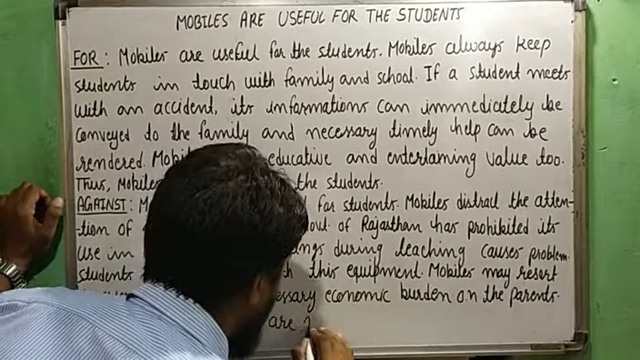 MOBILES ARE USEFUL FOR THE STUDENTS
FOR: Mobiles are useful for the students. Mobiles always keep
students in touch with family and school. If a student meets
with an accident, its informations can immediately be
conveyed to the family and necessary timely help can be
rendered. educative and entertaining value too.
Thus, the students.
AGAINST: for students. Mobiles distract the atten-
tion of of Rajasthan has prohibited its
use in during teaching causes problem.
students this equipment. Mobiles may resort
economic burden on the parents.
are